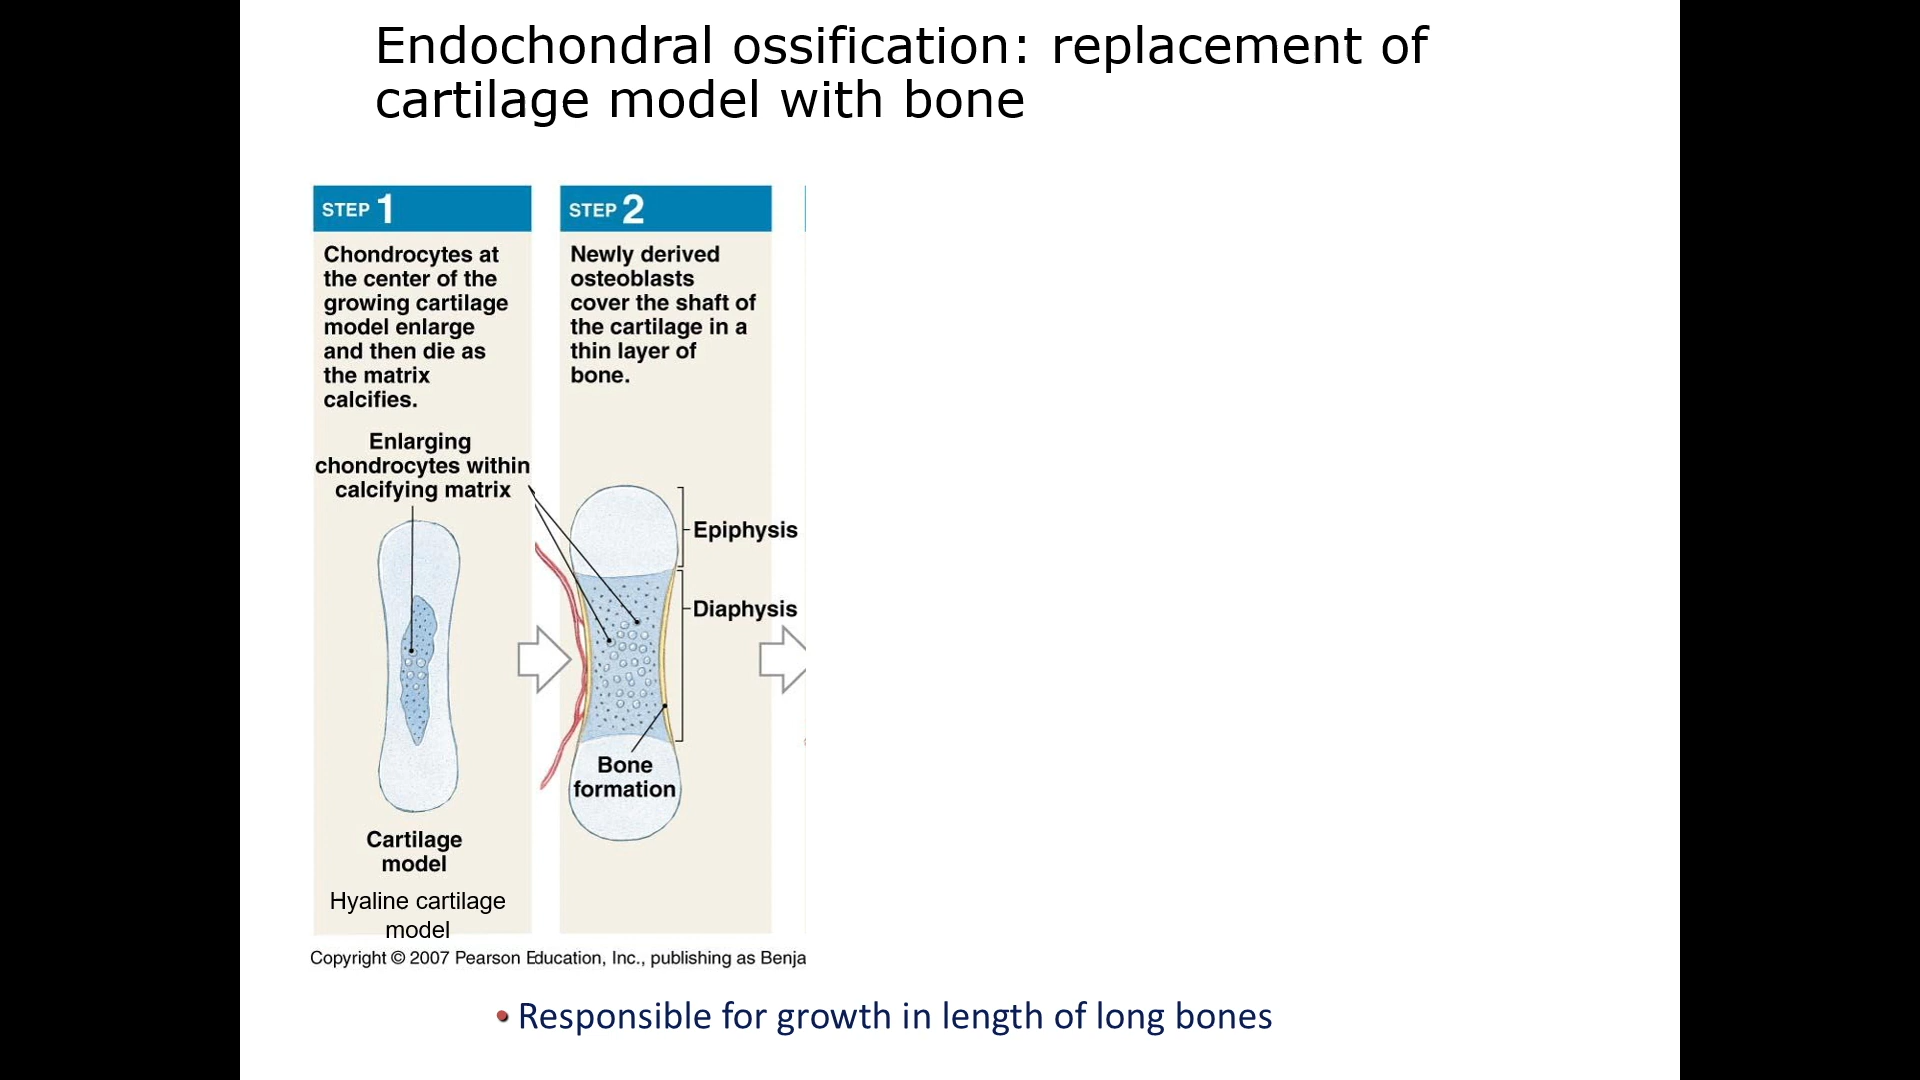 Endochondral ossification: replacement of
cartilage model with bone
STEP 1
Chondrocytes at
the center of the
growing cartilage
model enlarge
and then die as
the matrix
calcifies.
Enlarging
chondrocytes within
calcifying matrix
Cartilage
model
Hyaline cartilage
model
STEP 2
Newly derived
osteoblasts
cover the shaft of
the cartilage in a
thin layer of
bone.
Epiphysis
Diaphysis
Bone
formation
Copyright © 2007 Pearson Education, Inc., publishing as Benja
• Responsible for growth in length of long bones